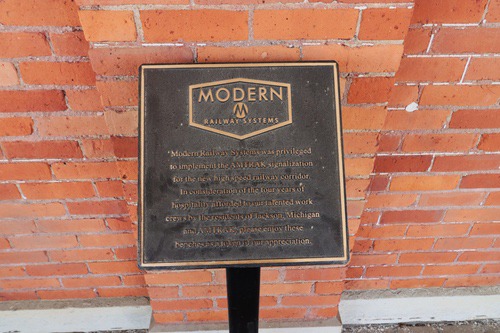 MODERN
M
RAILWAY SYSTEMS
"Modern Railway Systems was privileged
to implement the AMTRAK signalization
for the new high speed railway corridor.
In consideration of the four years of
hospitality afforded to our talented work
crews by the residents of Jackson, Michigan
and please enjoy these
benches as a token of our appreciation.